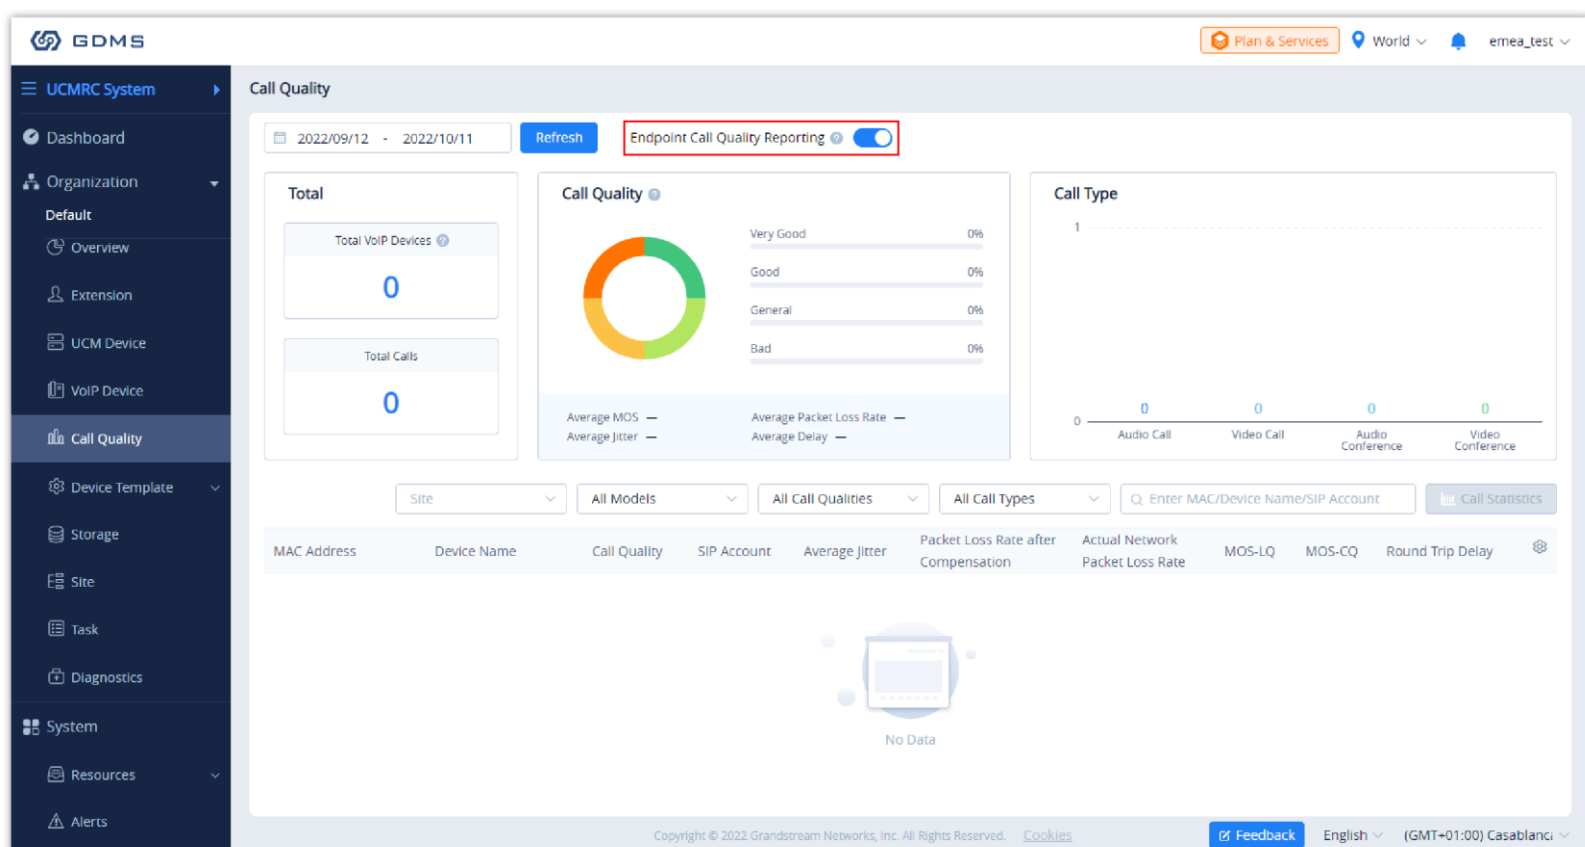 GDMS
Plan & Services
World
emea_test
UCMRC System
Dashboard
Organization
Default
Overview
Extension
UCM Device
VoIP Device
Call Quality
Device Template
Storage
Site
Task
Diagnostics
System
Resources
Alerts
Call Quality
2022/09/12 - 2022/10/11
Refresh
Endpoint Call Quality Reporting
Total
Total VoIP Devices
0
Total Calls
0
Call Quality
Very Good 0%
Good 0%
General 0%
Bad 0%
Average MOS —
Average Packet Loss Rate —
Average Jitter —
Average Delay —
Call Type
1
0
0 0 0 0
Audio Call
Video Call
Audio
Conference
Video
Conference
Site
All Models
All Call Qualities
All Call Types
Enter MAC/Device Name/SIP Account
Call Statistics
MAC Address
Device Name
Call Quality
SIP Account
Average Jitter
Packet Loss Rate after
Compensation
Actual Network
Packet Loss Rate
MOS-LQ
MOS-CQ
Round Trip Delay
No Data
Copyright © 2022 Grandstream Networks, Inc. All Rights Reserved.
Cookies
Feedback
English
(GMT+01:00) Casablanc